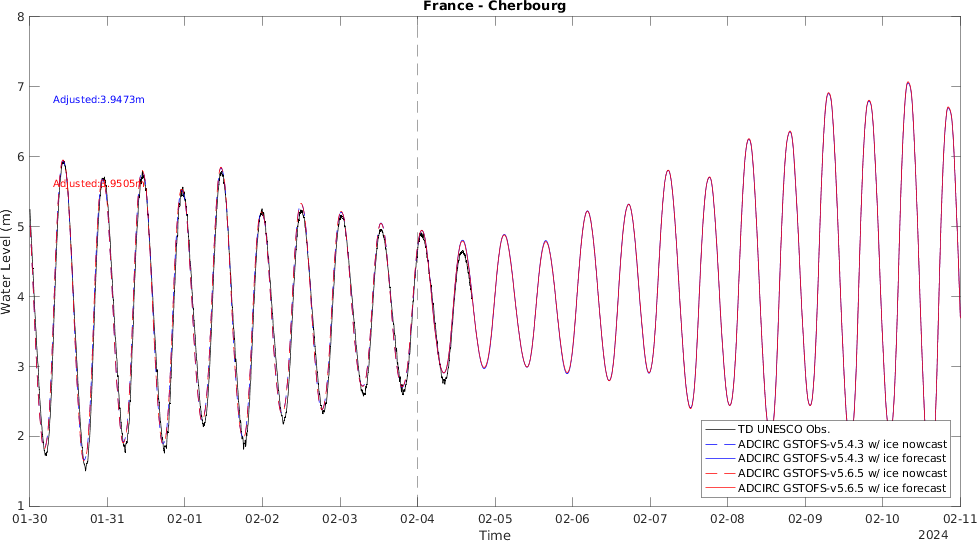 France - Cherbourg
8
7
6
5
4
3
2
1
Water Level (m)
Adjusted:3.9473m
Adjusted:3.9505m
TD UNESCO Obs.
ADCIRC GSTOFS-v5.4.3 w/ ice nowcast
ADCIRC GSTOFS-v5.4.3 w/ ice forecast
ADCIRC GSTOFS-v5.6.5 w/ ice nowcast
ADCIRC GSTOFS-v5.6.5 w/ ice forecast
01-30 01-31 02-01 02-02 02-03 02-04 02-05 02-06 02-07 02-08 02-09 02-10 02-11
Time
2024